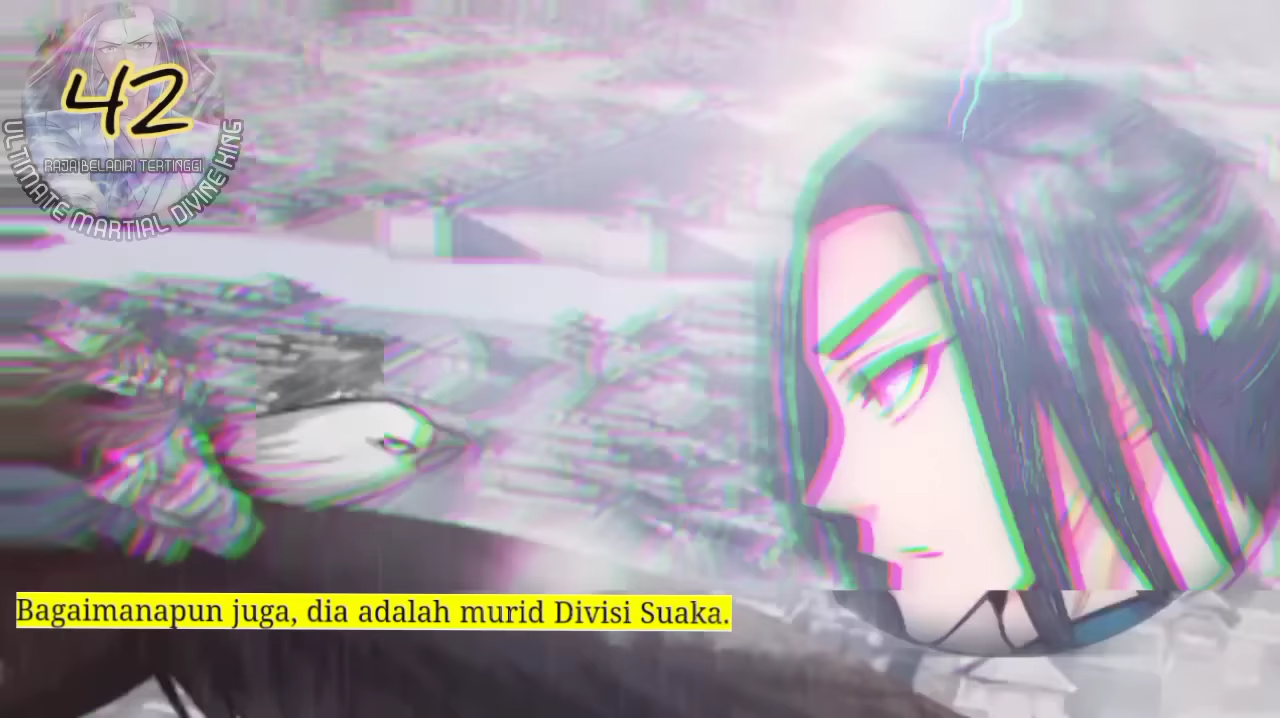 42
RAJA BELADIRI TERTINGGI
ULTIMATE MARTIAL DIVINE KING
Bagaimanapun juga, dia adalah murid Divisi Suaka.